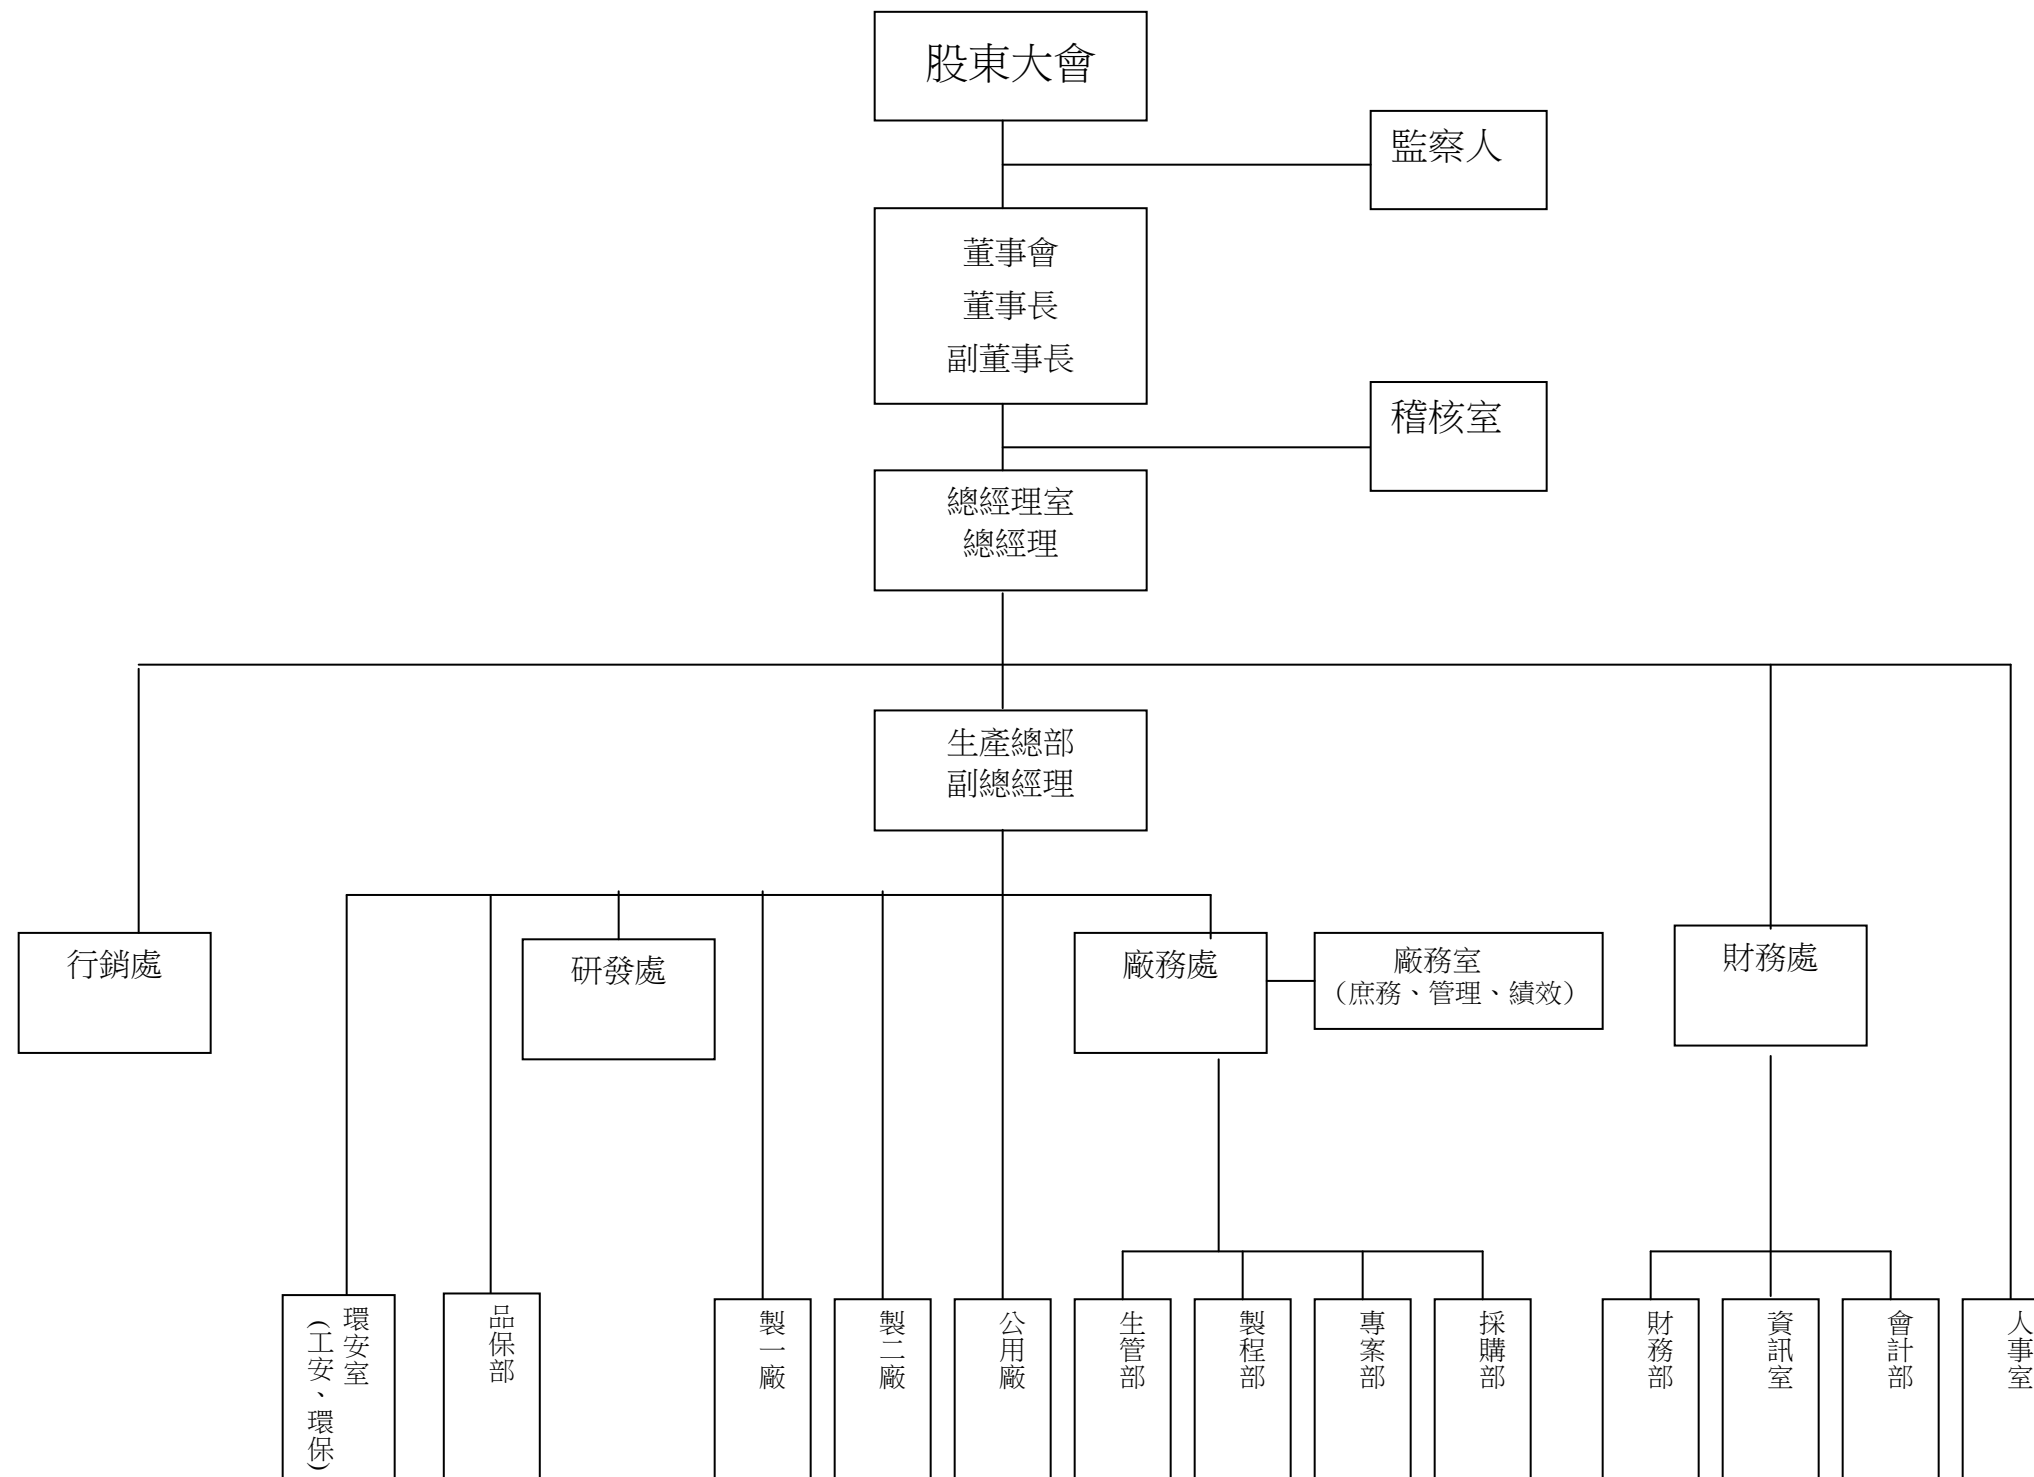 股東大會
監察人
董事會
董事長
副董事長
稽核室
總經理室
總經理
生產總部
副總經理
行銷處
研發處
廠務處
廠務室
（庶務、管理、績效）
財務處
環安室
(工安、環保)
品保部
製一廠
製二廠
公用廠
生管部
製程部
專案部
採購部
財務部
資訊室
會計部
人事室